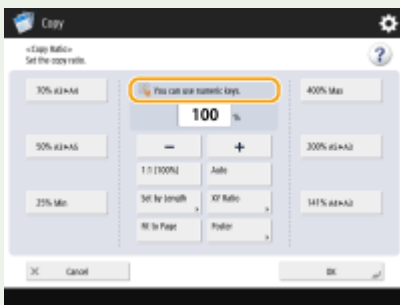 Copy
<Copy Ratio>
Set the copy ratio.
?
70% A3▸A4
You can use numeric keys.
400% Max
100 %
50% A3▸A5
-
+
200% A5▸A3
1:1 (100%)
Auto
25% Min
Set by Length
XY Ratio
141% A4▸A3
Fit to Page
Poster
Cancel
OK